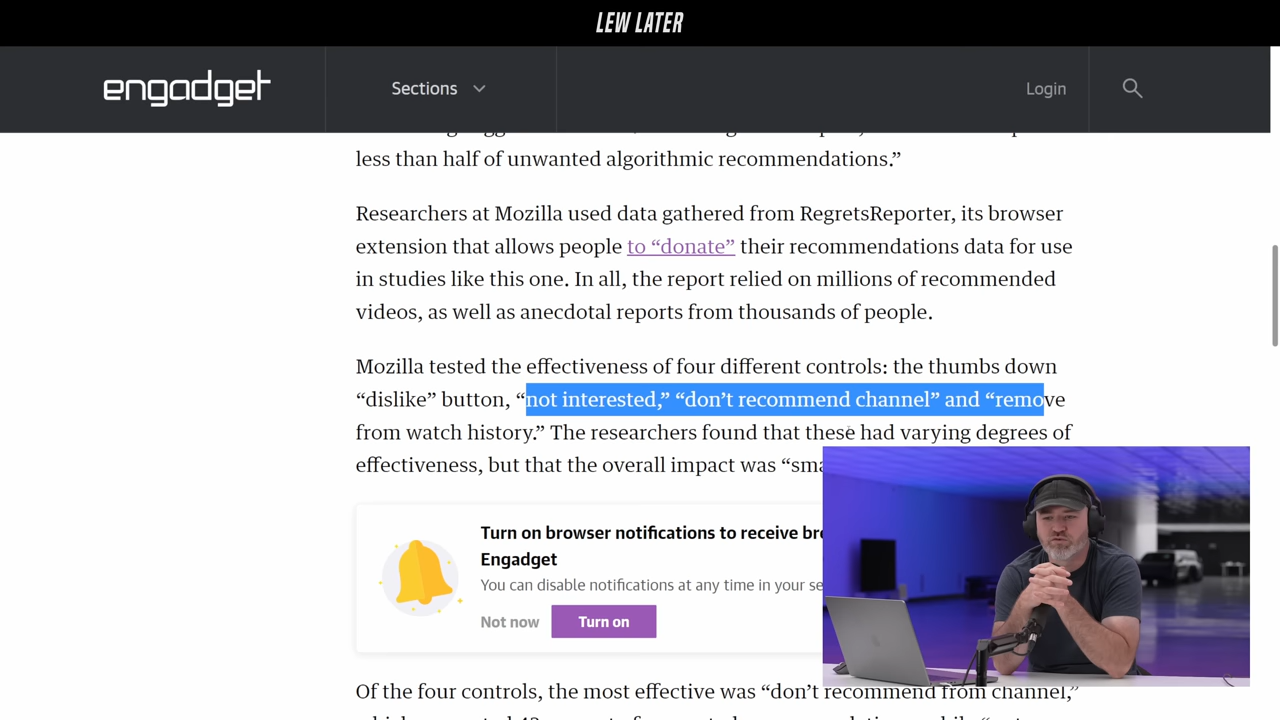 LEW LATER
engadget
Sections
Login
less than half of unwanted algorithmic recommendations.”
Researchers at Mozilla used data gathered from RegretsReporter, its browser
extension that allows people to “donate” their recommendations data for use
in studies like this one. In all, the report relied on millions of recommended
videos, as well as anecdotal reports from thousands of people.
Mozilla tested the effectiveness of four different controls: the thumbs down
“dislike” button, “not interested,” “don’t recommend channel” and “remove
from watch history.” The researchers found that these had varying degrees of
effectiveness, but that the overall impact was
Turn on browser notifications to receive
Engadget
You can disable notifications at any time in your
Not now
Turn on
Of the four controls, the most effective was “don’t recommend from channel,”